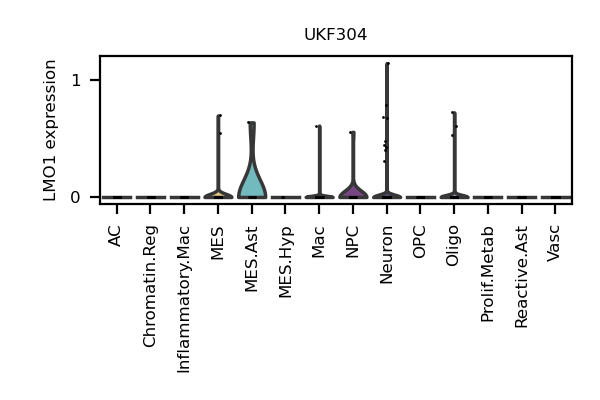 UKF304
LMO1 expression
1
0
AC
Chromatin.Reg
Inflammatory.Mac
MES
MES.Ast
MES.Hyp
Mac
NPC
Neuron
OPC
Oligo
Prolif.Metab
Reactive.Ast
Vasc